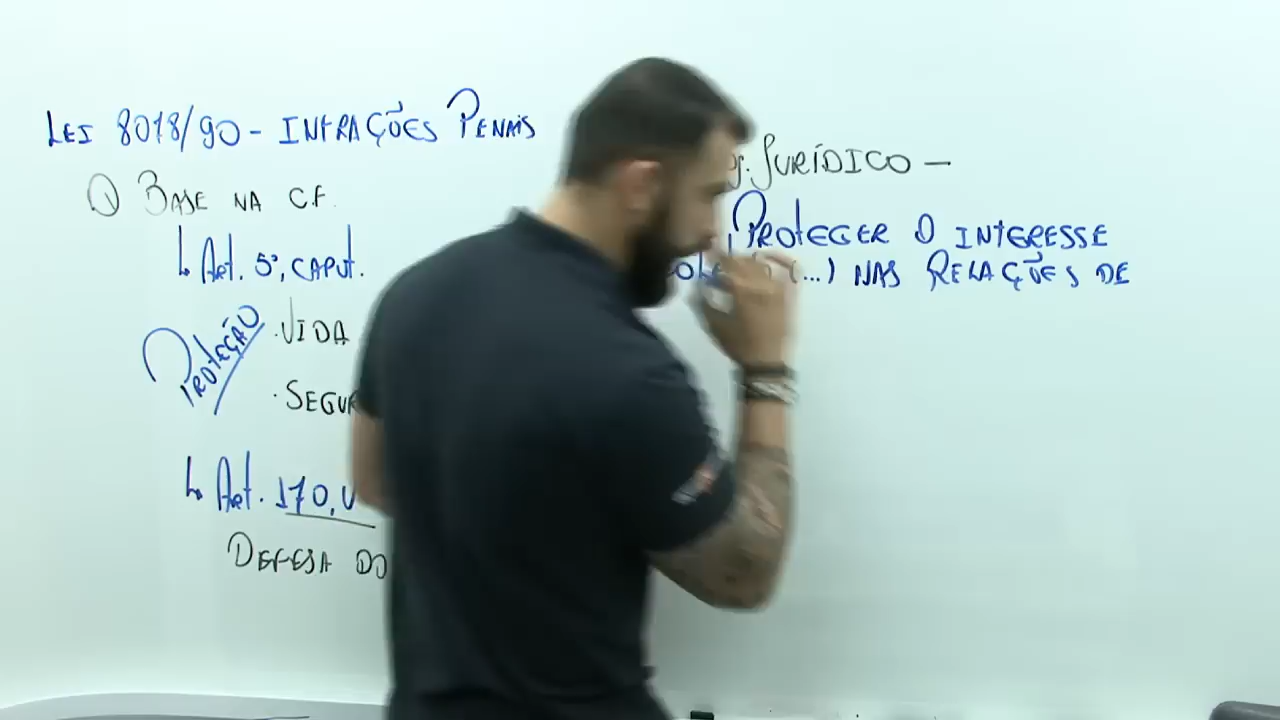 LEI 8078/90 - INFRAÇÕES PENAIS
① BASE NA C.F.
↳ Art. 5º, CAPUT.
PROTEÇÃO
· VIDA
· SEGUR
↳ Art. 170, V
DEFESA DO
. JURÍDICO —
PROTEGER O INTERESSE
(...) NAS RELAÇÕES DE